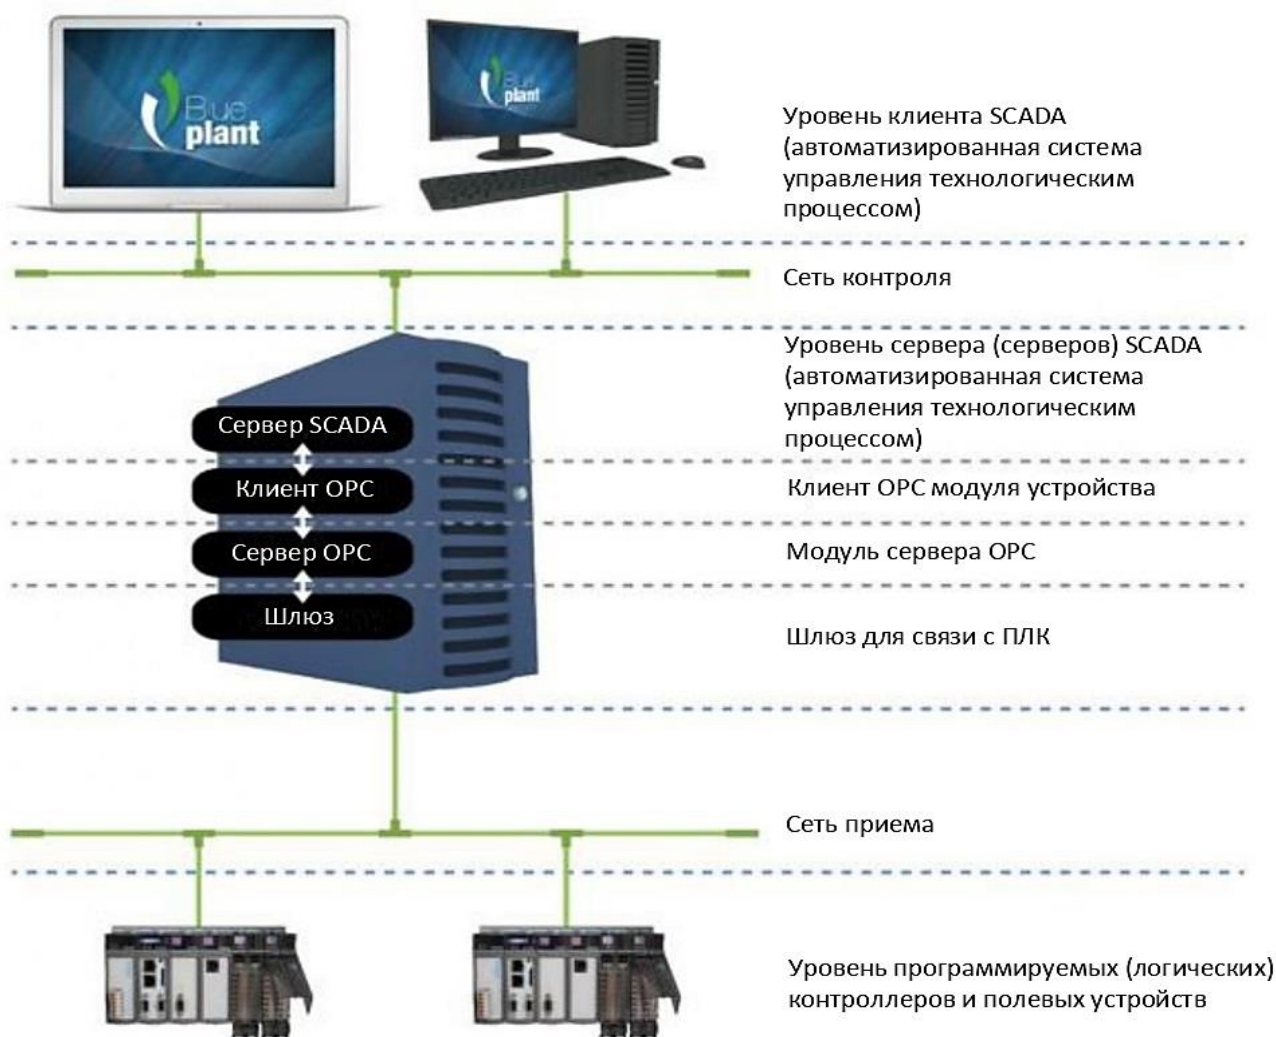 Blue
plant
Blue
plant
Уровень клиента SCADA
(автоматизированная система
управления технологическим
процессом)
Сеть контроля
Уровень сервера (серверов) SCADA
(автоматизированная система
управления технологическим
процессом)
Сервер SCADA
Клиент OPC
Клиент OPC модуля устройства
Сервер OPC
Модуль сервера OPC
Шлюз
Шлюз для связи с ПЛК
Сеть приема
Уровень программируемых (логических)
контроллеров и полевых устройств